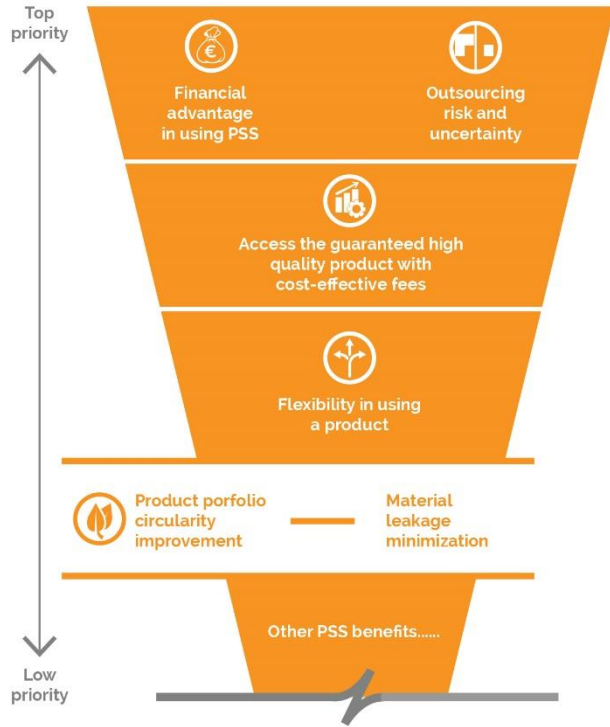 Top
priority
€
Financial
advantage
in using PSS
Outsourcing
risk and
uncertainty
Access the guaranteed high
quality product with
cost-effective fees
Flexibility in using
a product
Product porfolio
circularity
improvement
Material
leakage
minimization
Other PSS benefits......
Low
priority